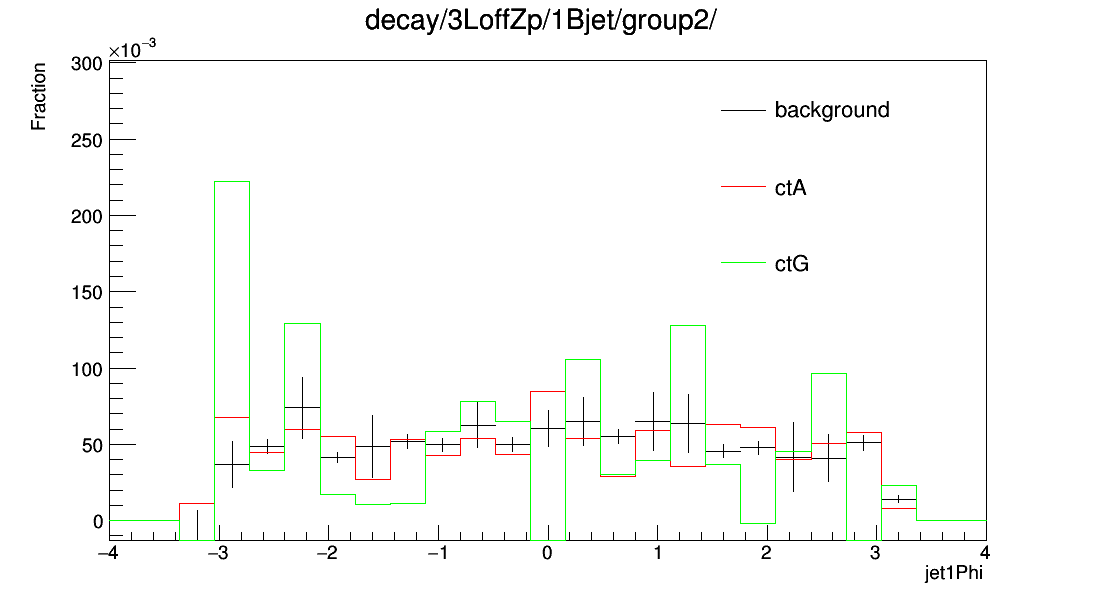 decay/3LoffZp/1Bjet/group2/
×10⁻³
Fraction
300
250
200
150
100
50
0
background
ctA
ctG
−4 −3 −2 −1 0 1 2 3 4
jet1Phi